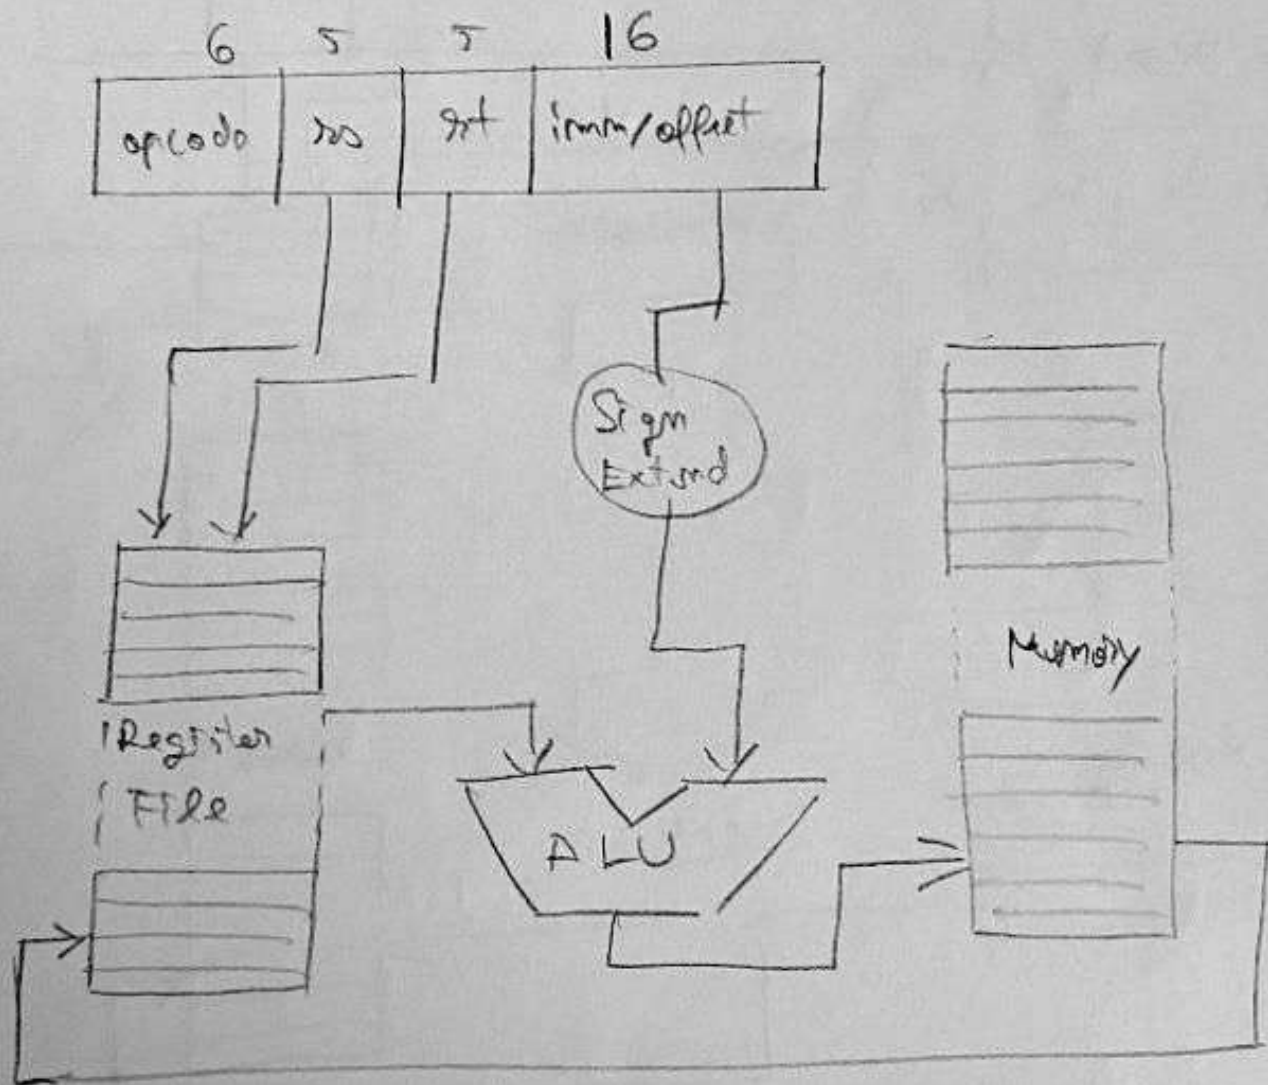 6 5 5 16
opcode rs rt imm/offset
Sign
Extend
Memory
Register
File
ALU